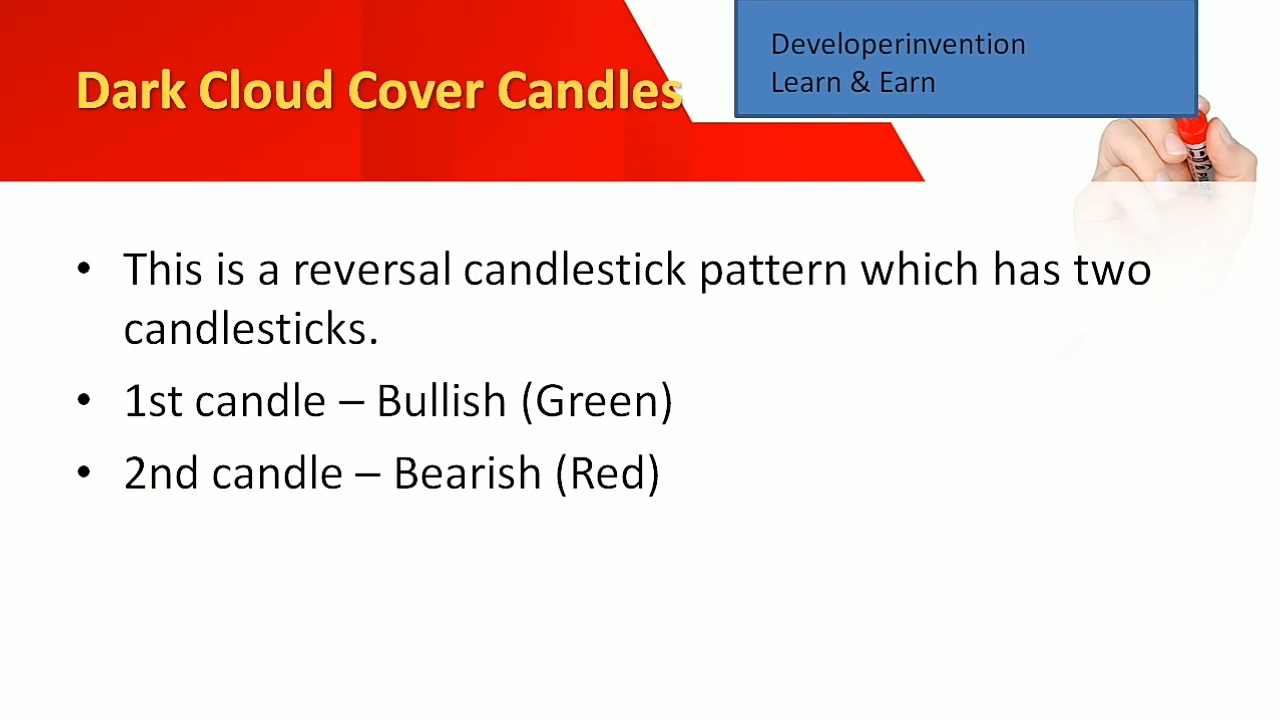 Dark Cloud Cover Candles
Developerinvention
Learn & Earn
• This is a reversal candlestick pattern which has two
candlesticks.
• 1st candle – Bullish (Green)
• 2nd candle – Bearish (Red)